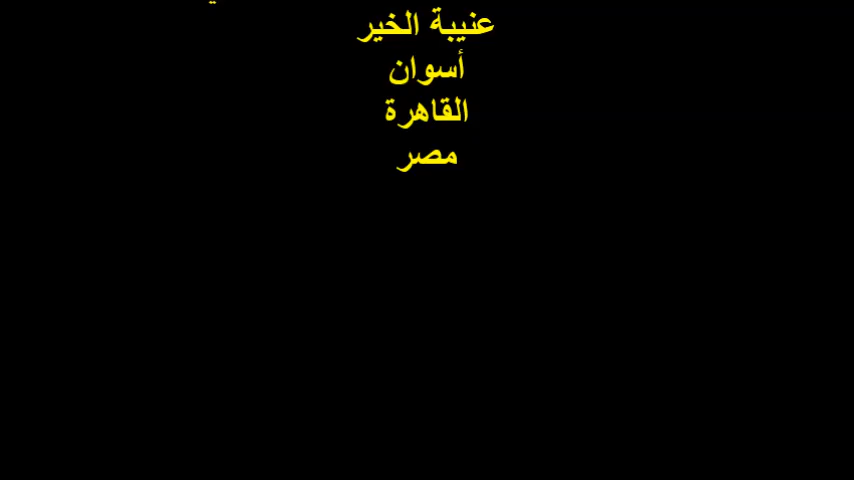 عنيبة الخير
أسوان
القاهرة
مصر